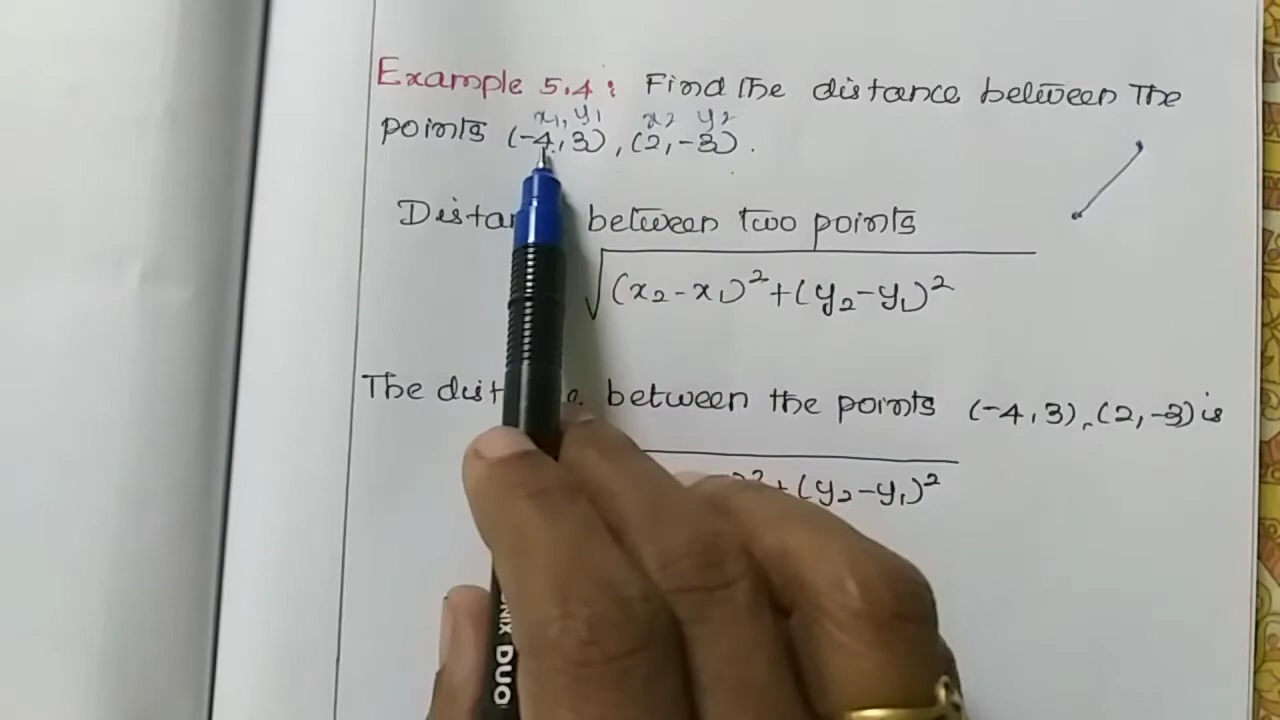 Example 5.4 : Find the distance between the
x₁, y₁ x₂ y₂
points (-4, 3), (2, -3).
between two points
√(x₂ - x₁)² + (y₂ - y₁)²
The between the points (-4, 3), (2, -3) is
+ (y₂ - y₁)²
DUO